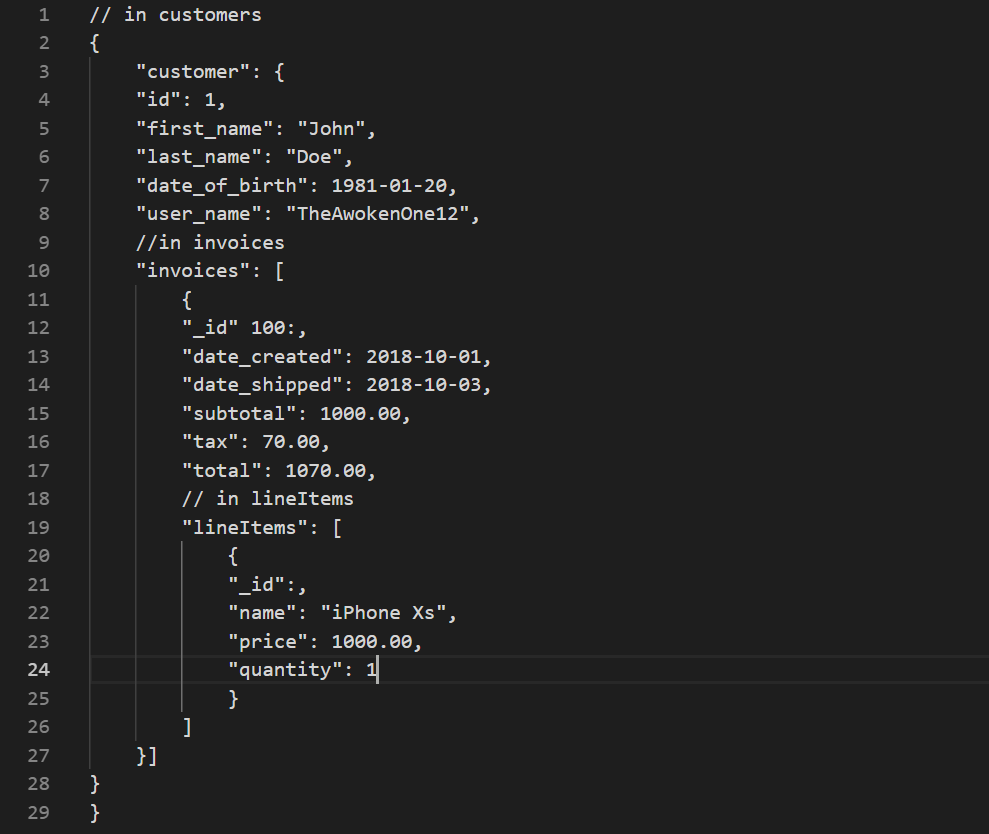 1 // in customers
2 {
3     "customer": {
4     "id": 1,
5     "first_name": "John",
6     "last_name": "Doe",
7     "date_of_birth": 1981-01-20,
8     "user_name": "TheAwokenOne12",
9     //in invoices
10     "invoices": [
11         {
12         "_id" 100:,
13         "date_created": 2018-10-01,
14         "date_shipped": 2018-10-03,
15         "subtotal": 1000.00,
16         "tax": 70.00,
17         "total": 1070.00,
18         // in lineItems
19         "lineItems": [
20             {
21             "_id":,
22             "name": "iPhone Xs",
23             "price": 1000.00,
24             "quantity": 1
25             }
26         ]
27     }]
28 }
29 }